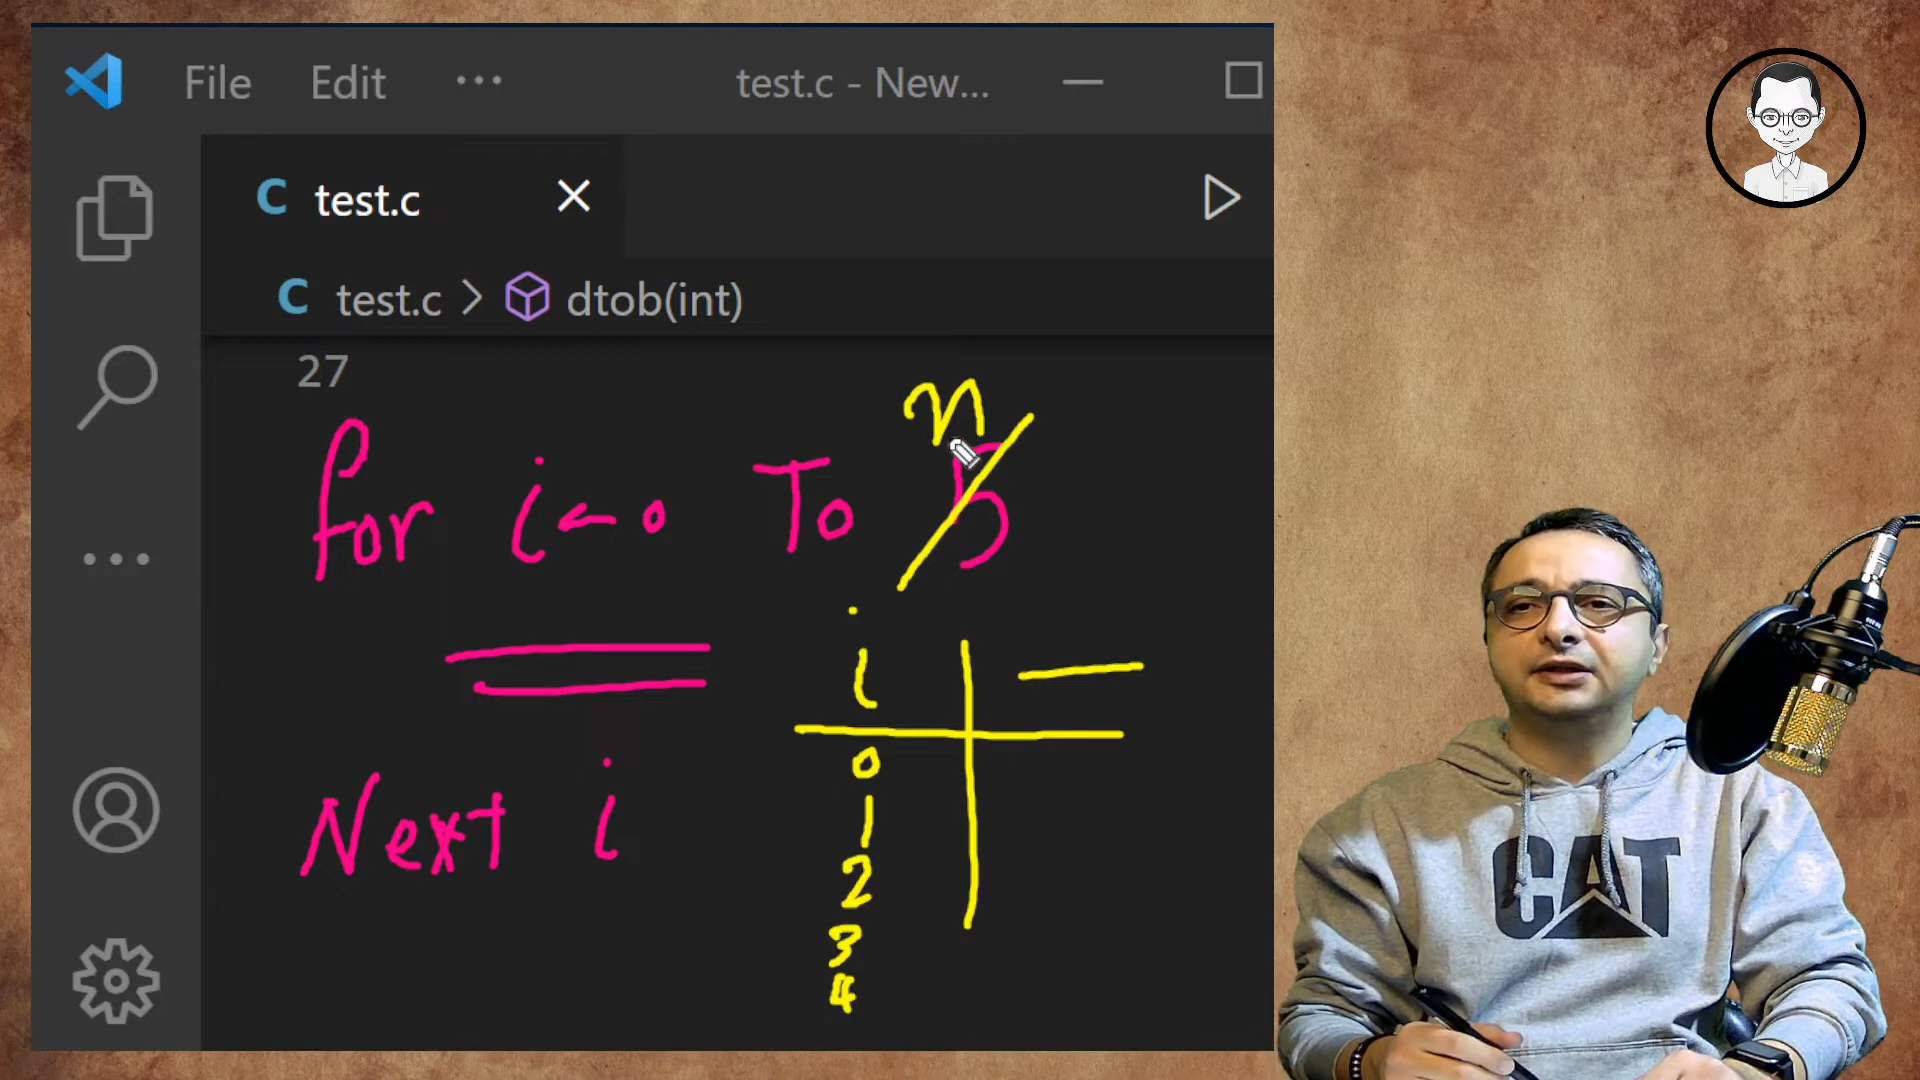 File Edit ··· test.c - New...
C test.c
C test.c > dtob(int)
27
n
for i ← 0 To 5
i
0
1
2
3
4
Next i
CAT